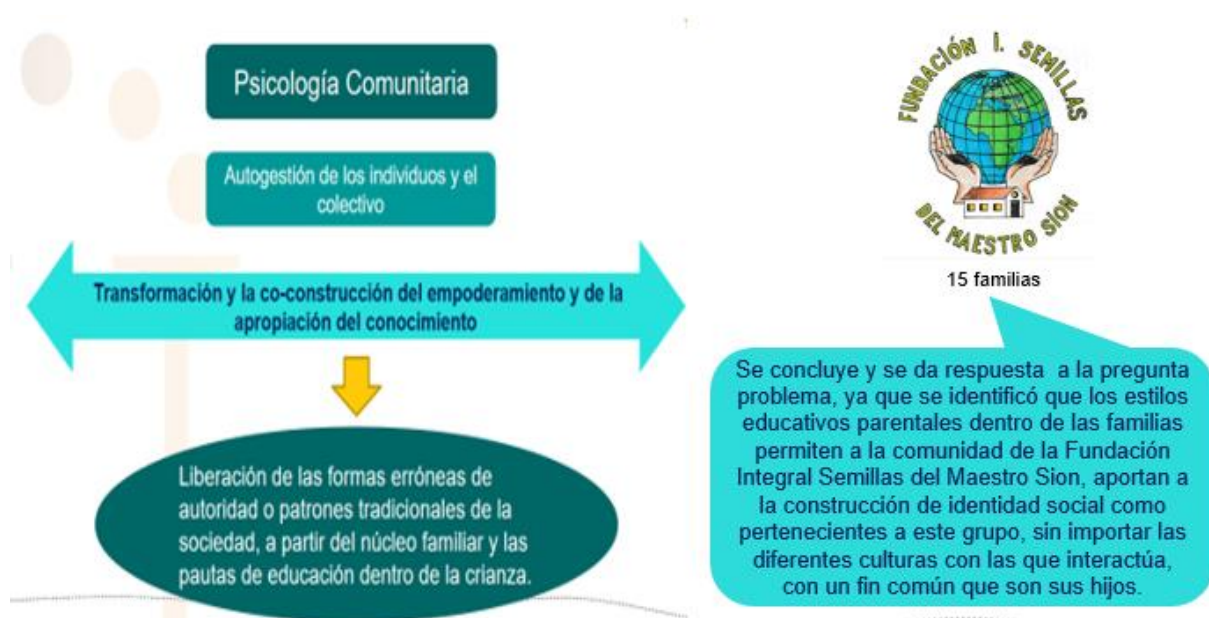 Psicología Comunitaria
Autogestión de los individuos y el
colectivo
Transformación y la co-construcción del empoderamiento y de la
apropiación del conocimiento
Liberación de las formas erróneas de
autoridad o patrones tradicionales de la
sociedad, a partir del núcleo familiar y las
pautas de educación dentro de la crianza.
FUNDACIÓN I. SEMILLAS
DEL MAESTRO SION
15 familias
Se concluye y se da respuesta a la pregunta
problema, ya que se identificó que los estilos
educativos parentales dentro de las familias
permiten a la comunidad de la Fundación
Integral Semillas del Maestro Sion, aportan a
la construcción de identidad social como
pertenecientes a este grupo, sin importar las
diferentes culturas con las que interactúa,
con un fin común que son sus hijos.